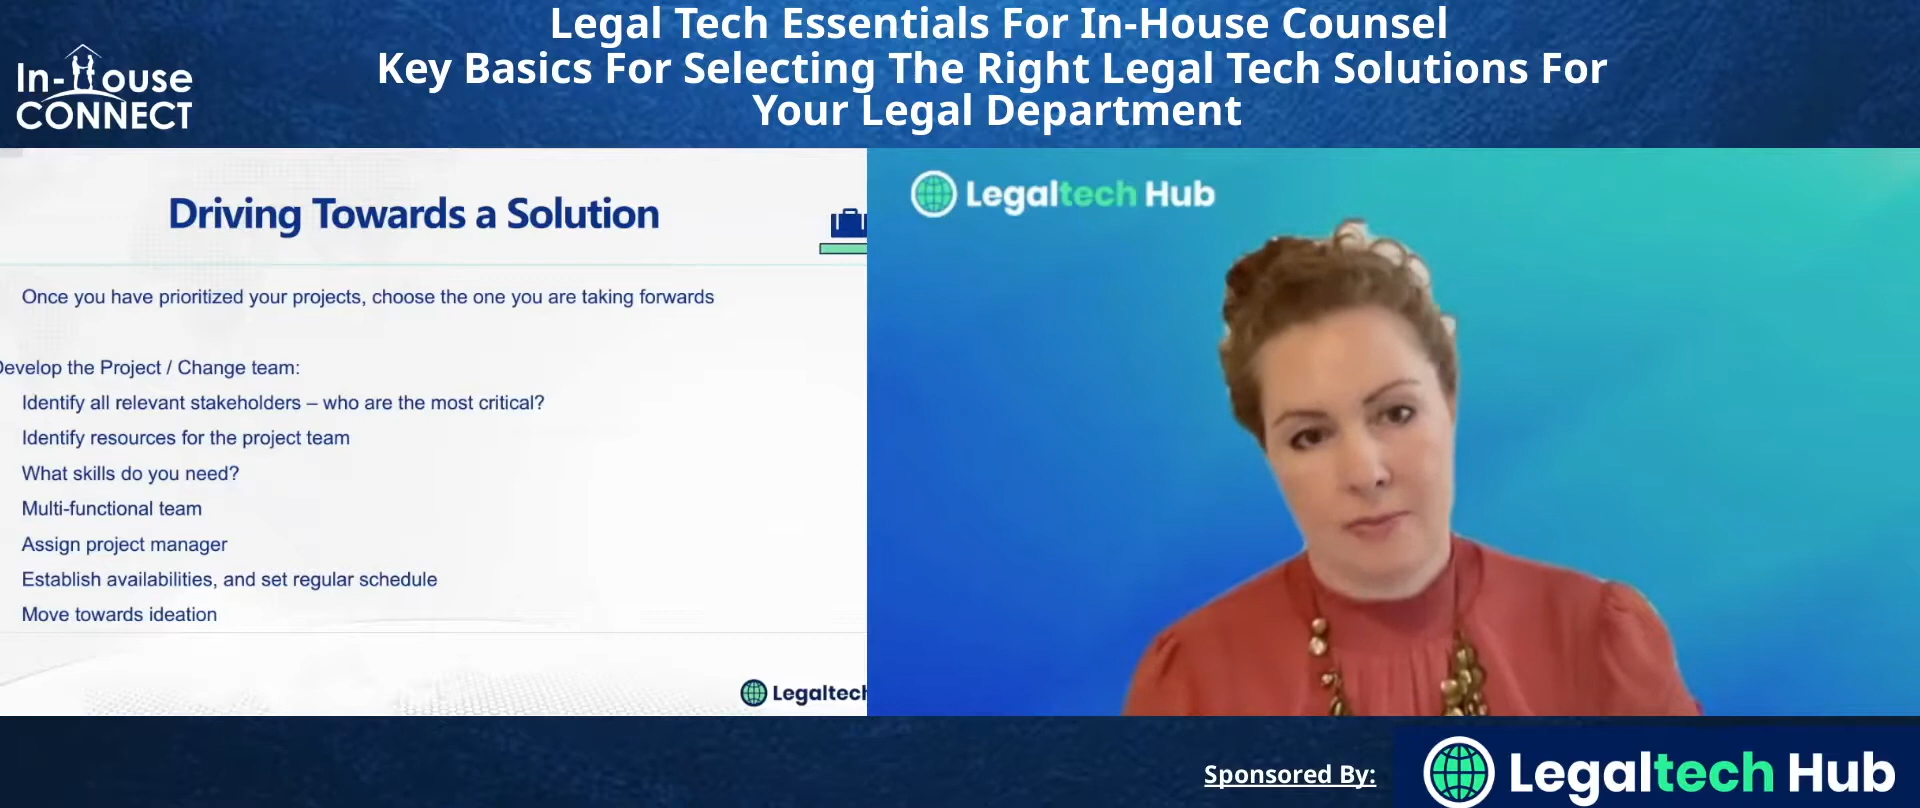 Legal Tech Essentials For In-House Counsel
Key Basics For Selecting The Right Legal Tech Solutions For
Your Legal Department
In-House
CONNECT
Driving Towards a Solution
Once you have prioritized your projects, choose the one you are taking forwards
Develop the Project / Change team:
Identify all relevant stakeholders – who are the most critical?
Identify resources for the project team
What skills do you need?
Multi-functional team
Assign project manager
Establish availabilities, and set regular schedule
Move towards ideation
Legaltech
Legaltech Hub
Sponsored By:
Legaltech Hub